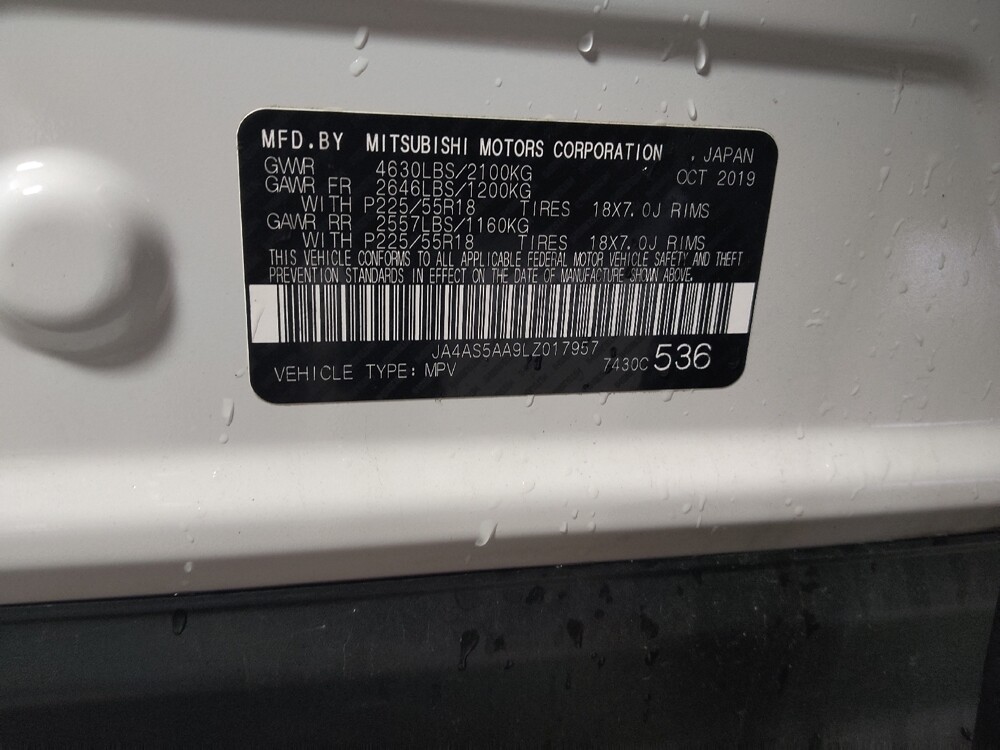 MFD.BY MITSUBISHI MOTORS CORPORATION , JAPAN
GVWR 4630LBS/2100KG OCT 2019
GAWR FR 2646LBS/1200KG
WITH P225/55R18 TIRES 18X7.0J RIMS
GAWR RR 2557LBS/1160KG
WITH P225/55R18 TIRES 18X7.0J RIMS
THIS VEHICLE CONFORMS TO ALL APPLICABLE FEDERAL MOTOR VEHICLE SAFETY AND THEFT
PREVENTION STANDARDS IN EFFECT ON THE DATE OF MANUFACTURE SHOWN ABOVE.
JA4AS5AA9LZ017957
VEHICLE TYPE: MPV 7430C 536